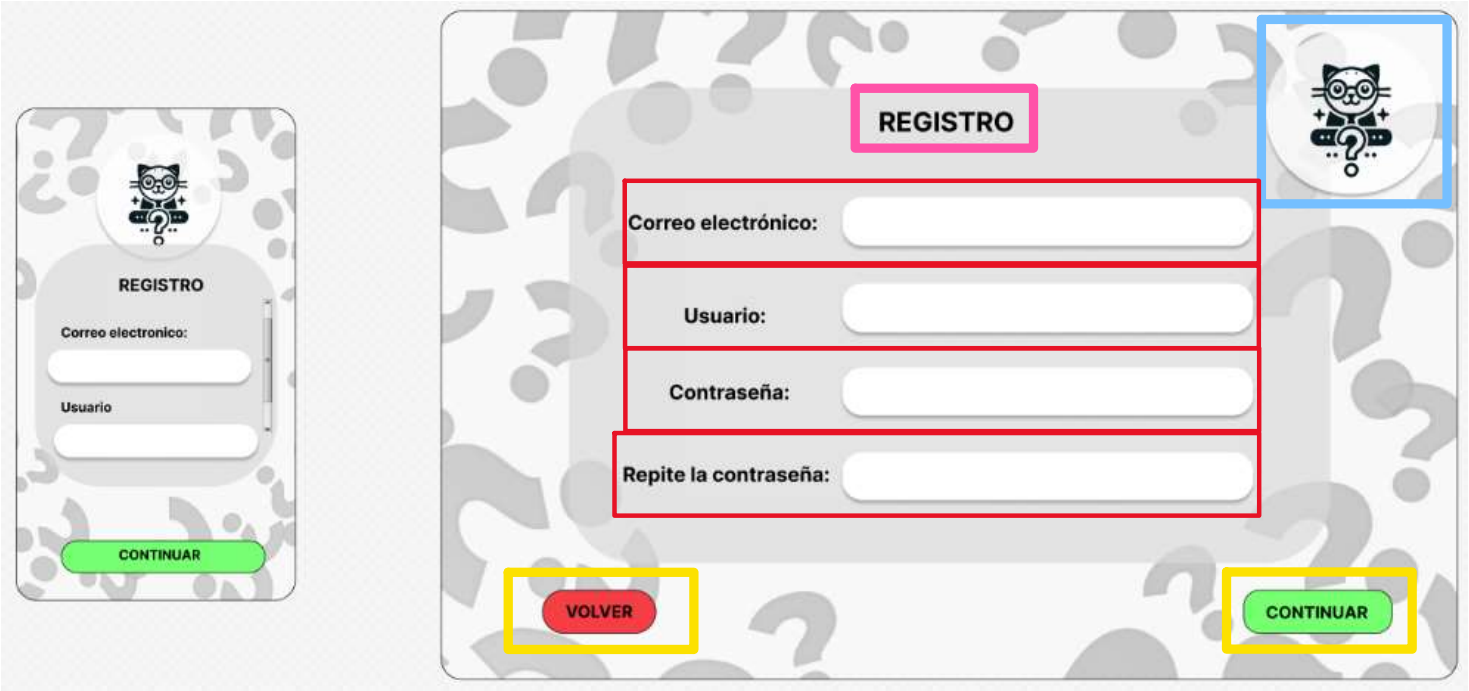 REGISTRO
Correo electronico:
Usuario
CONTINUAR
REGISTRO
Correo electrónico:
Usuario:
Contraseña:
Repite la contraseña:
VOLVER
CONTINUAR